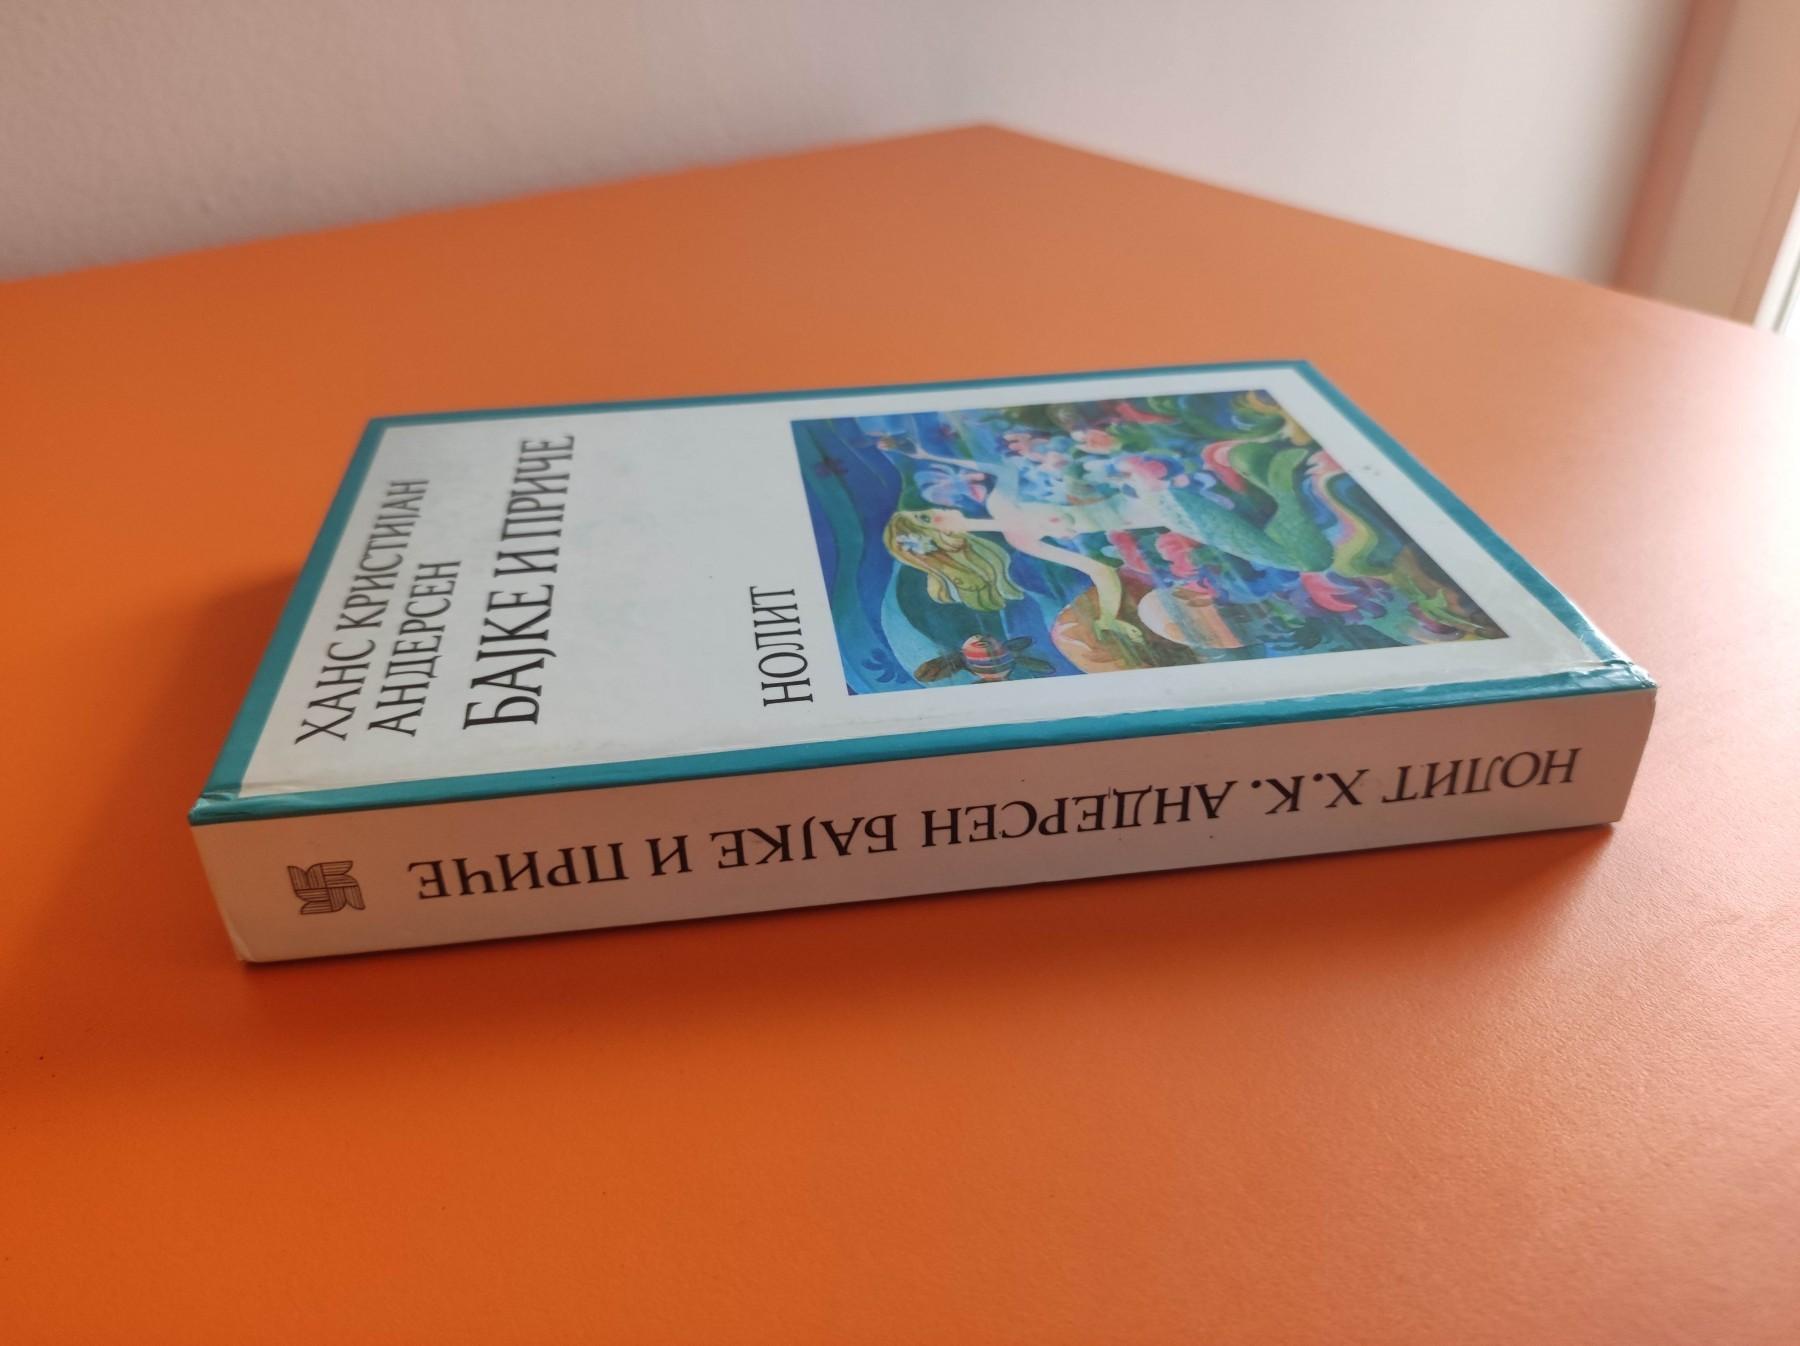 ХАНС КРИСТИЈАН
АНДЕРСЕН
БАЈКЕ И ПРИЧЕ
НОЛИТ
НОЛИТ Х.К. АНДЕРСЕН БАЈКЕ И ПРИЧЕ